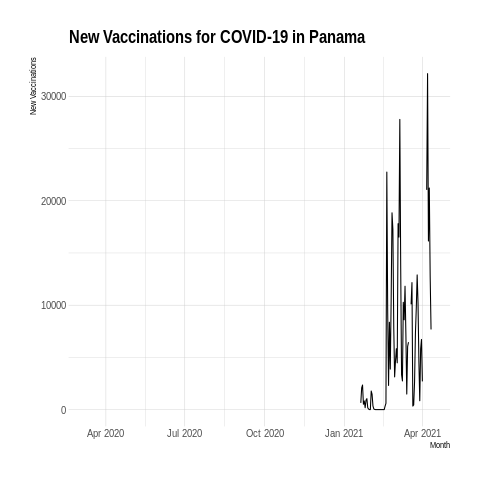 New Vaccinations for COVID-19 in Panama
New Vaccinations
30000
20000
10000
0
Apr 2020 Jul 2020 Oct 2020 Jan 2021 Apr 2021
Month